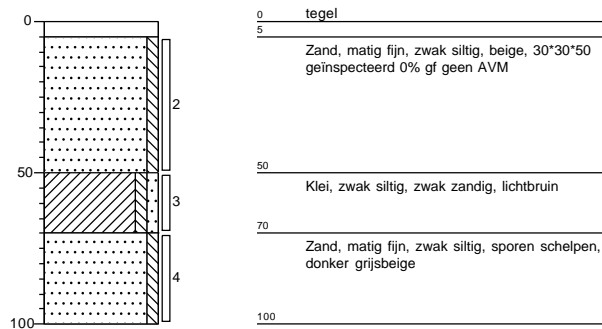 0
0 tegel
5
Zand, matig fijn, zwak siltig, beige, 30*30*50
geïnspecteerd 0% gf geen AVM
2
50
50
Klei, zwak siltig, zwak zandig, lichtbruin
3
70
Zand, matig fijn, zwak siltig, sporen schelpen,
donker grijsbeige
4
100
100